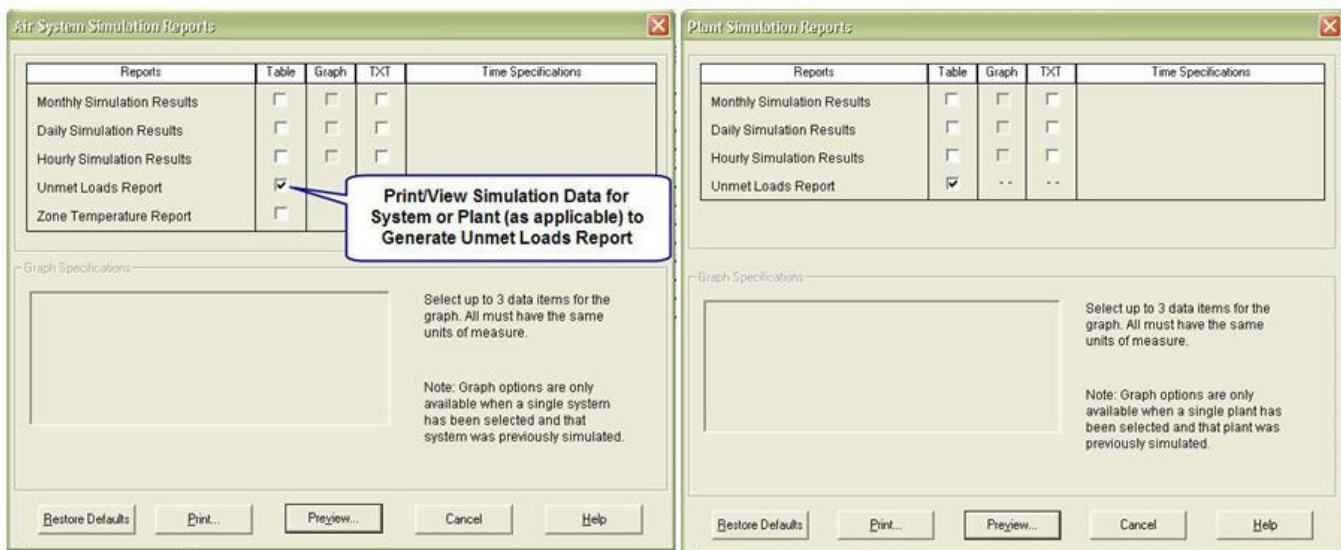 Air System Simulation Reports
Reports Table Graph TXT Time Specifications
Monthly Simulation Results
Daily Simulation Results
Hourly Simulation Results
Unmet Loads Report
Zone Temperature Report
Print/View Simulation Data for
System or Plant (as applicable) to
Generate Unmet Loads Report
Graph Specifications
Select up to 3 data items for the
graph. All must have the same
units of measure.
Note: Graph options are only
available when a single system
has been selected and that
system was previously simulated.
Restore Defaults Print... Preview... Cancel Help
Plant Simulation Reports
Reports Table Graph TXT Time Specifications
Monthly Simulation Results
Daily Simulation Results
Hourly Simulation Results
Unmet Loads Report -- --
Graph Specifications
Select up to 3 data items for the
graph. All must have the same
units of measure.
Note: Graph options are only
available when a single plant has
been selected and that plant was
previously simulated.
Restore Defaults Print... Preview... Cancel Help